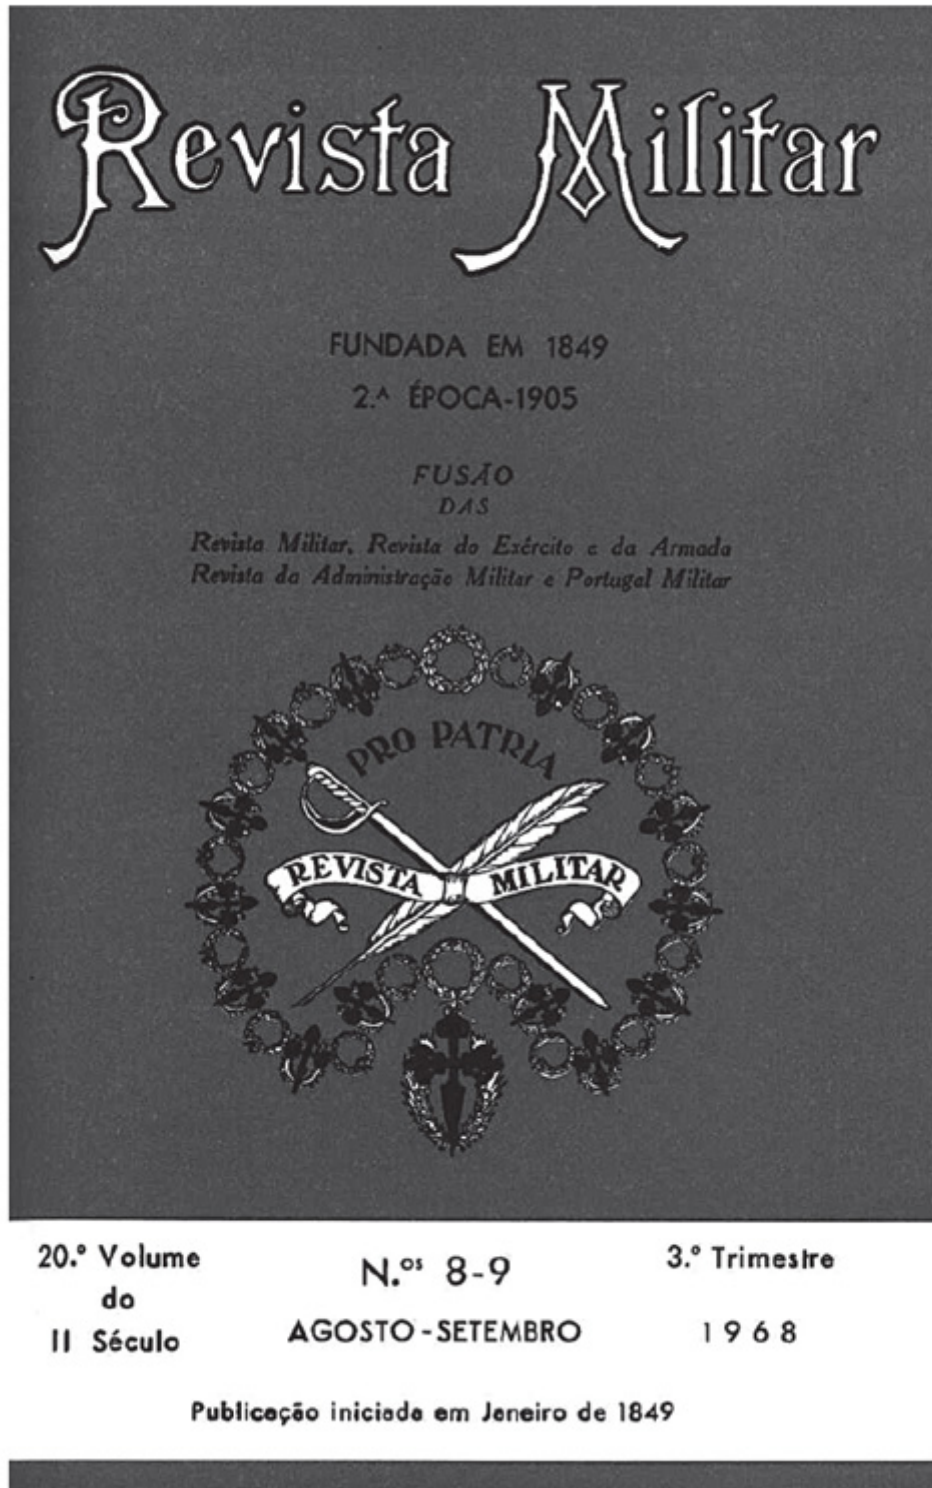 Revista Militar
FUNDADA EM 1849
2.ᴬ ÉPOCA-1905
FUSÃO
DAS
Revista Militar, Revista do Exército e da Armada
Revista da Administração Militar e Portugal Militar
PRO PATRIA
REVISTA MILITAR
20.º Volume
do
II Século
N.ºˢ 8-9
AGOSTO-SETEMBRO
3.º Trimestre
1968
Publicação iniciada em Janeiro de 1849